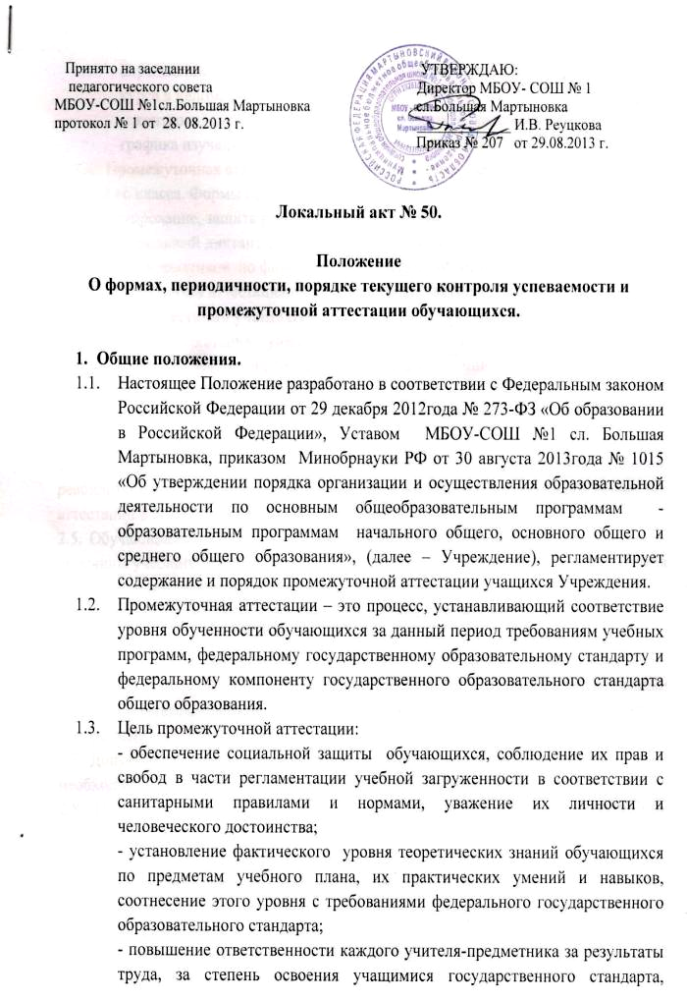 Принято на заседании
педагогического совета
МБОУ-СОШ №1сл.Большая Мартыновка
протокол № 1 от 28. 08.2013 г.
УТВЕРЖДАЮ:
Директор МБОУ- СОШ № 1
сл.Большая Мартыновка
И.В. Реуцкова
Приказ № 207 от 29.08.2013 г.
Локальный акт № 50.
Положение
О формах, периодичности, порядке текущего контроля успеваемости и
промежуточной аттестации обучающихся.
1. Общие положения.
1.1. Настоящее Положение разработано в соответствии с Федеральным законом
Российской Федерации от 29 декабря 2012года № 273-ФЗ «Об образовании
в Российской Федерации», Уставом МБОУ-СОШ №1 сл. Большая
Мартыновка, приказом Минобрнауки РФ от 30 августа 2013года № 1015
«Об утверждении порядка организации и осуществления образовательной
деятельности по основным общеобразовательным программам -
образовательным программам начального общего, основного общего и
среднего общего образования», (далее – Учреждение), регламентирует
содержание и порядок промежуточной аттестации учащихся Учреждения.
1.2. Промежуточная аттестации – это процесс, устанавливающий соответствие
уровня обученности обучающихся за данный период требованиям учебных
программ, федеральному государственному образовательному стандарту и
федеральному компоненту государственного образовательного стандарта
общего образования.
1.3. Цель промежуточной аттестации:
- обеспечение социальной защиты обучающихся, соблюдение их прав и
свобод в части регламентации учебной загруженности в соответствии с
санитарными правилами и нормами, уважение их личности и
человеческого достоинства;
- установление фактического уровня теоретических знаний обучающихся
по предметам учебного плана, их практических умений и навыков,
соотнесение этого уровня с требованиями федерального государственного
образовательного стандарта;
- повышение ответственности каждого учителя-предметника за результаты
труда, за степень освоения учащимися государственного стандарта,